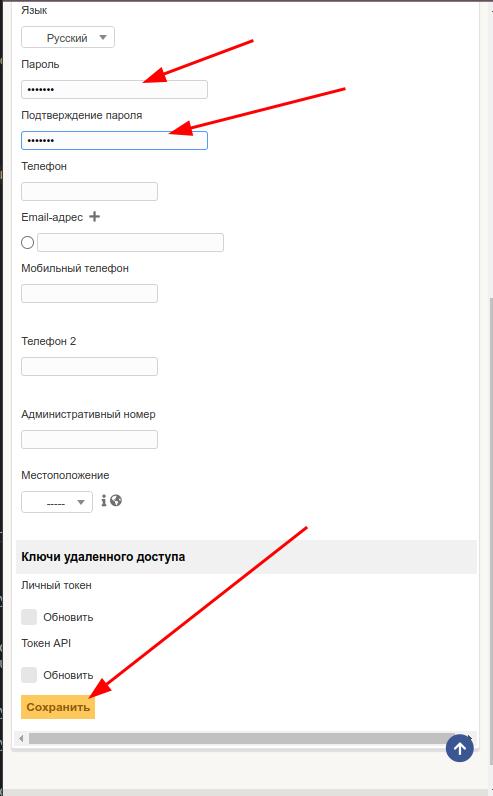 Язык
Русский
Пароль
•••••••
Подтверждение пароля
•••••••
Телефон
Email-адрес
Мобильный телефон
Телефон 2
Административный номер
Местоположение
-----
Ключи удаленного доступа
Личный токен
Обновить
Токен API
Обновить
Сохранить